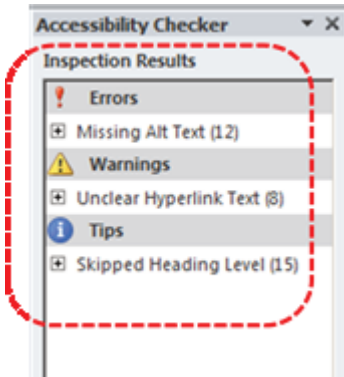 Accessibility Checker
Inspection Results
Errors
Missing Alt Text (12)
Warnings
Unclear Hyperlink Text (8)
Tips
Skipped Heading Level (15)